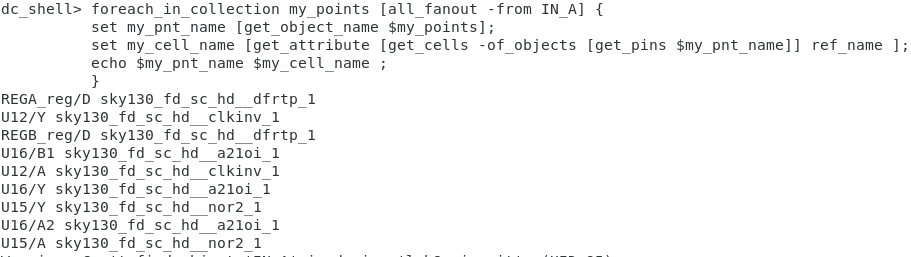 dc_shell> foreach_in_collection my_points [all_fanout -from IN_A] {
set my_pnt_name [get_object_name $my_points];
set my_cell_name [get_attribute [get_cells -of_objects [get_pins $my_pnt_name]] ref_name ];
echo $my_pnt_name $my_cell_name ;
}
REGA_reg/D sky130_fd_sc_hd__dfrtp_1
U12/Y sky130_fd_sc_hd__clkinv_1
REGB_reg/D sky130_fd_sc_hd__dfrtp_1
U16/B1 sky130_fd_sc_hd__a21oi_1
U12/A sky130_fd_sc_hd__clkinv_1
U16/Y sky130_fd_sc_hd__a21oi_1
U15/Y sky130_fd_sc_hd__nor2_1
U16/A2 sky130_fd_sc_hd__a21oi_1
U15/A sky130_fd_sc_hd__nor2_1